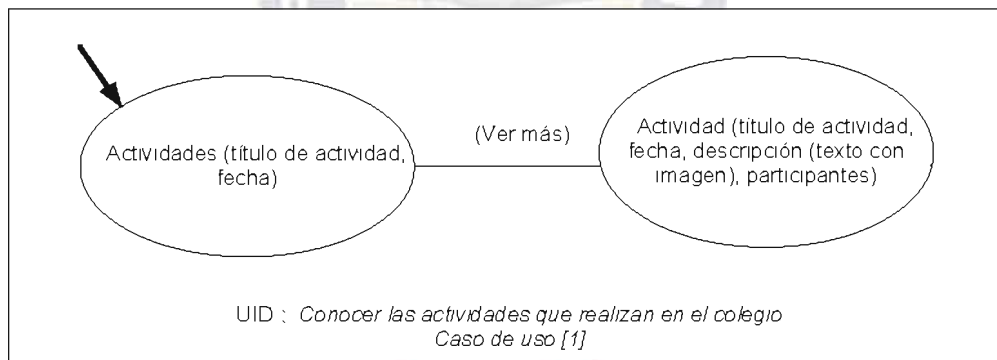 Actividades (título de actividad,
fecha)
(Ver más)
Actividad (título de actividad,
fecha, descripción (texto con
imagen), participantes)
UID : Conocer las actividades que realizan en el colegio
Caso de uso [1]